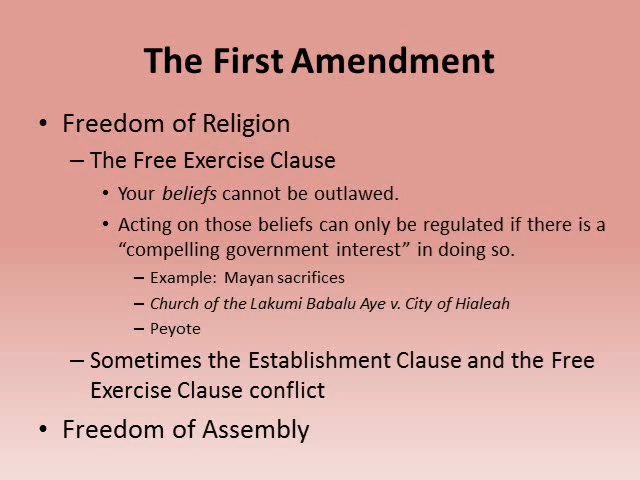 The First Amendment
• Freedom of Religion
– The Free Exercise Clause
• Your beliefs cannot be outlawed.
• Acting on those beliefs can only be regulated if there is a
“compelling government interest” in doing so.
– Example: Mayan sacrifices
– Church of the Lakumi Babalu Aye v. City of Hialeah
– Peyote
– Sometimes the Establishment Clause and the Free
Exercise Clause conflict
• Freedom of Assembly